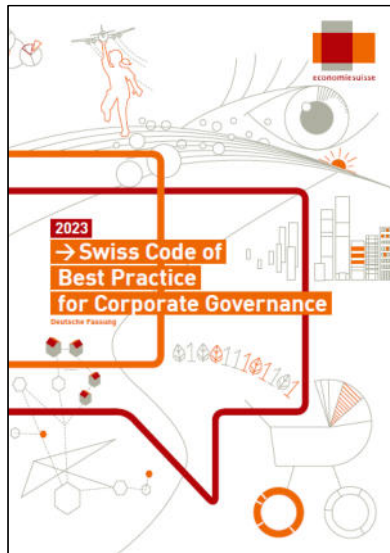 economiesuisse
2023
→ Swiss Code of
Best Practice
for Corporate Governance
Deutsche Fassung